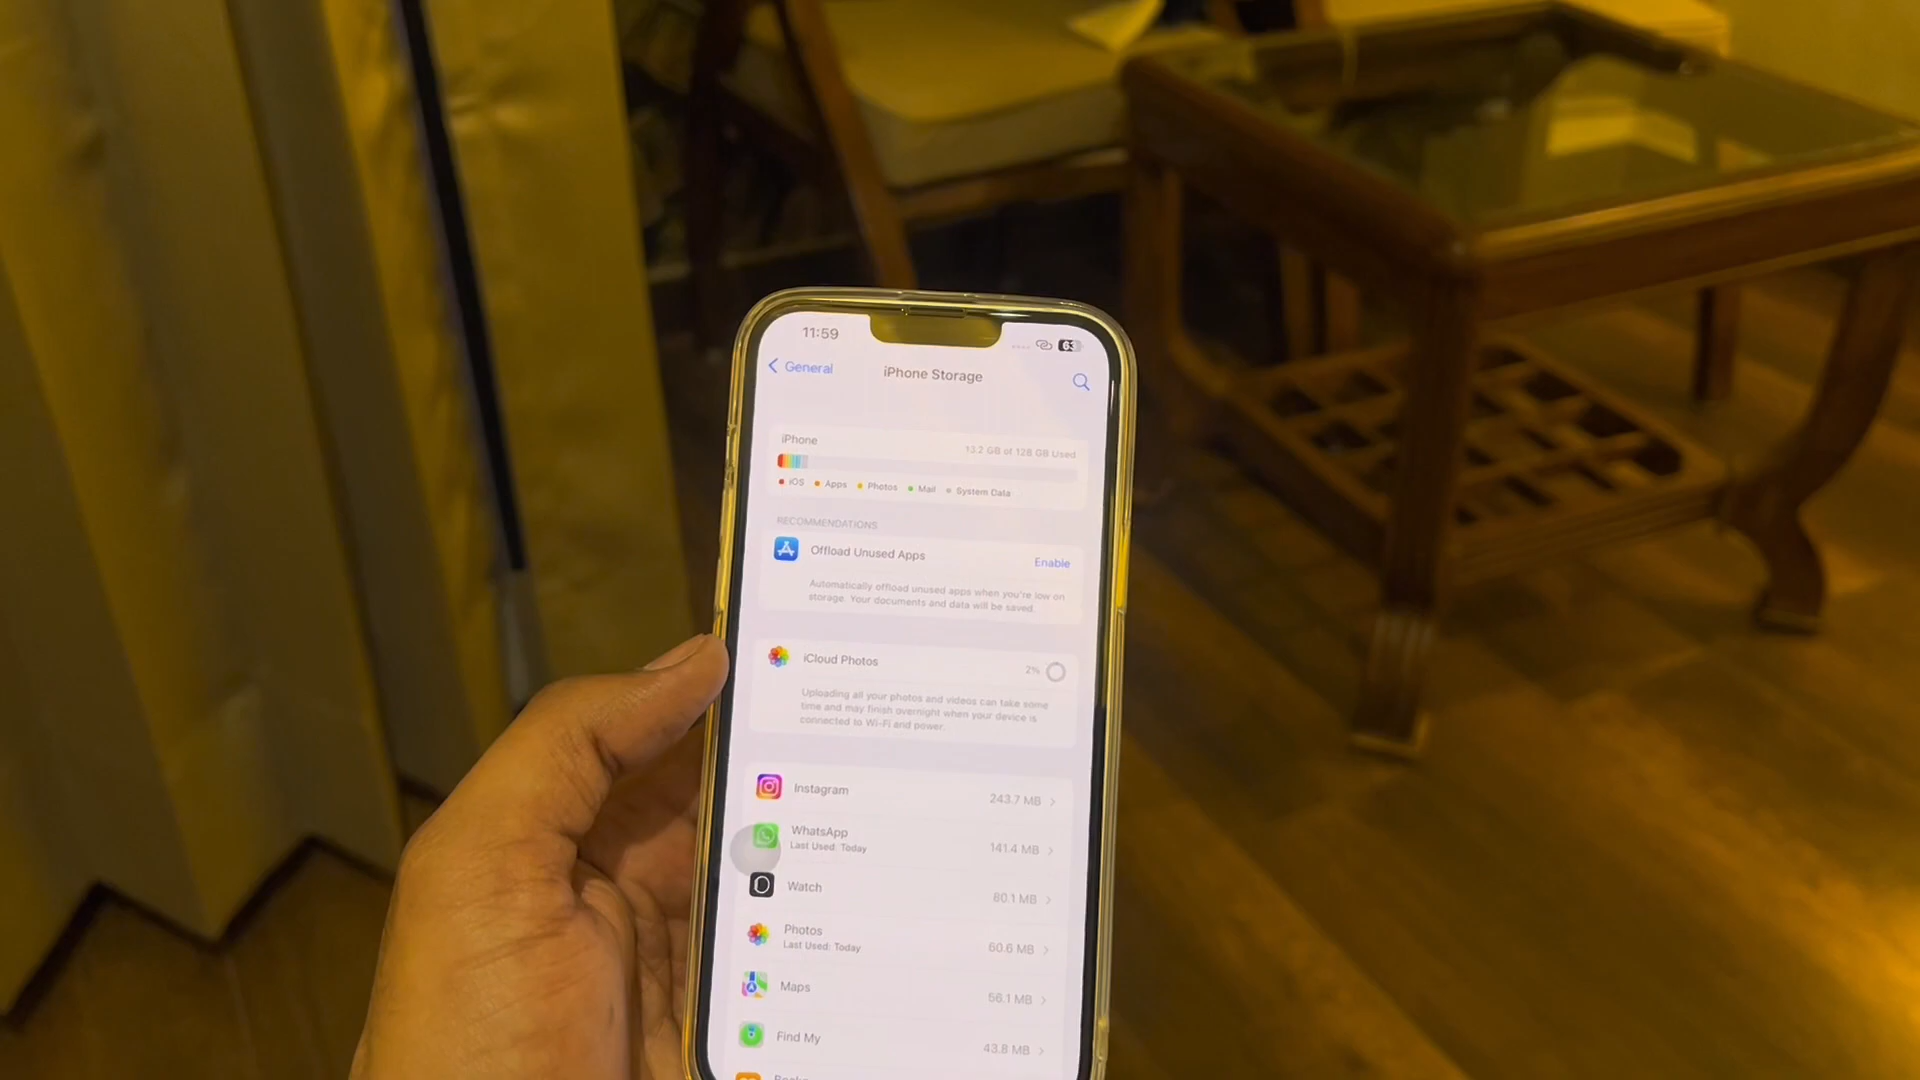 11:59
63
General
iPhone Storage
iPhone
13.2 GB of 128 GB Used
iOS Apps Photos Mail System Data
RECOMMENDATIONS
Offload Unused Apps
Enable
Automatically offload unused apps when you're low on
storage. Your documents and data will be saved.
iCloud Photos
2%
Uploading all your photos and videos can take some
time and may finish overnight when your device is
connected to Wi-Fi and power.
Instagram
243.7 MB
WhatsApp
Last Used: Today
141.4 MB
Watch
80.1 MB
Photos
Last Used: Today
60.6 MB
Maps
56.1 MB
Find My
43.8 MB